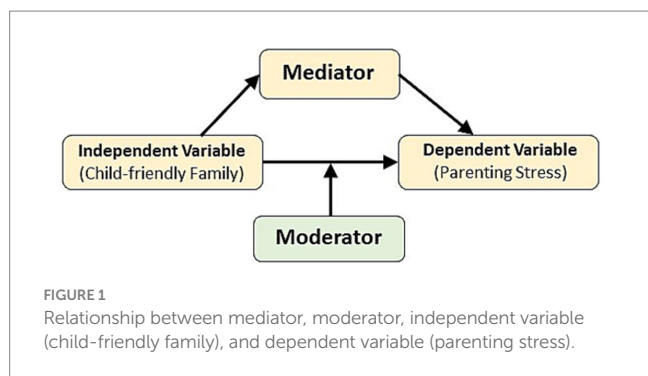 Mediator
Independent Variable
(Child-friendly Family)
Dependent Variable
(Parenting Stress)
Moderator
FIGURE 1
Relationship between mediator, moderator, independent variable
(child-friendly family), and dependent variable (parenting stress).